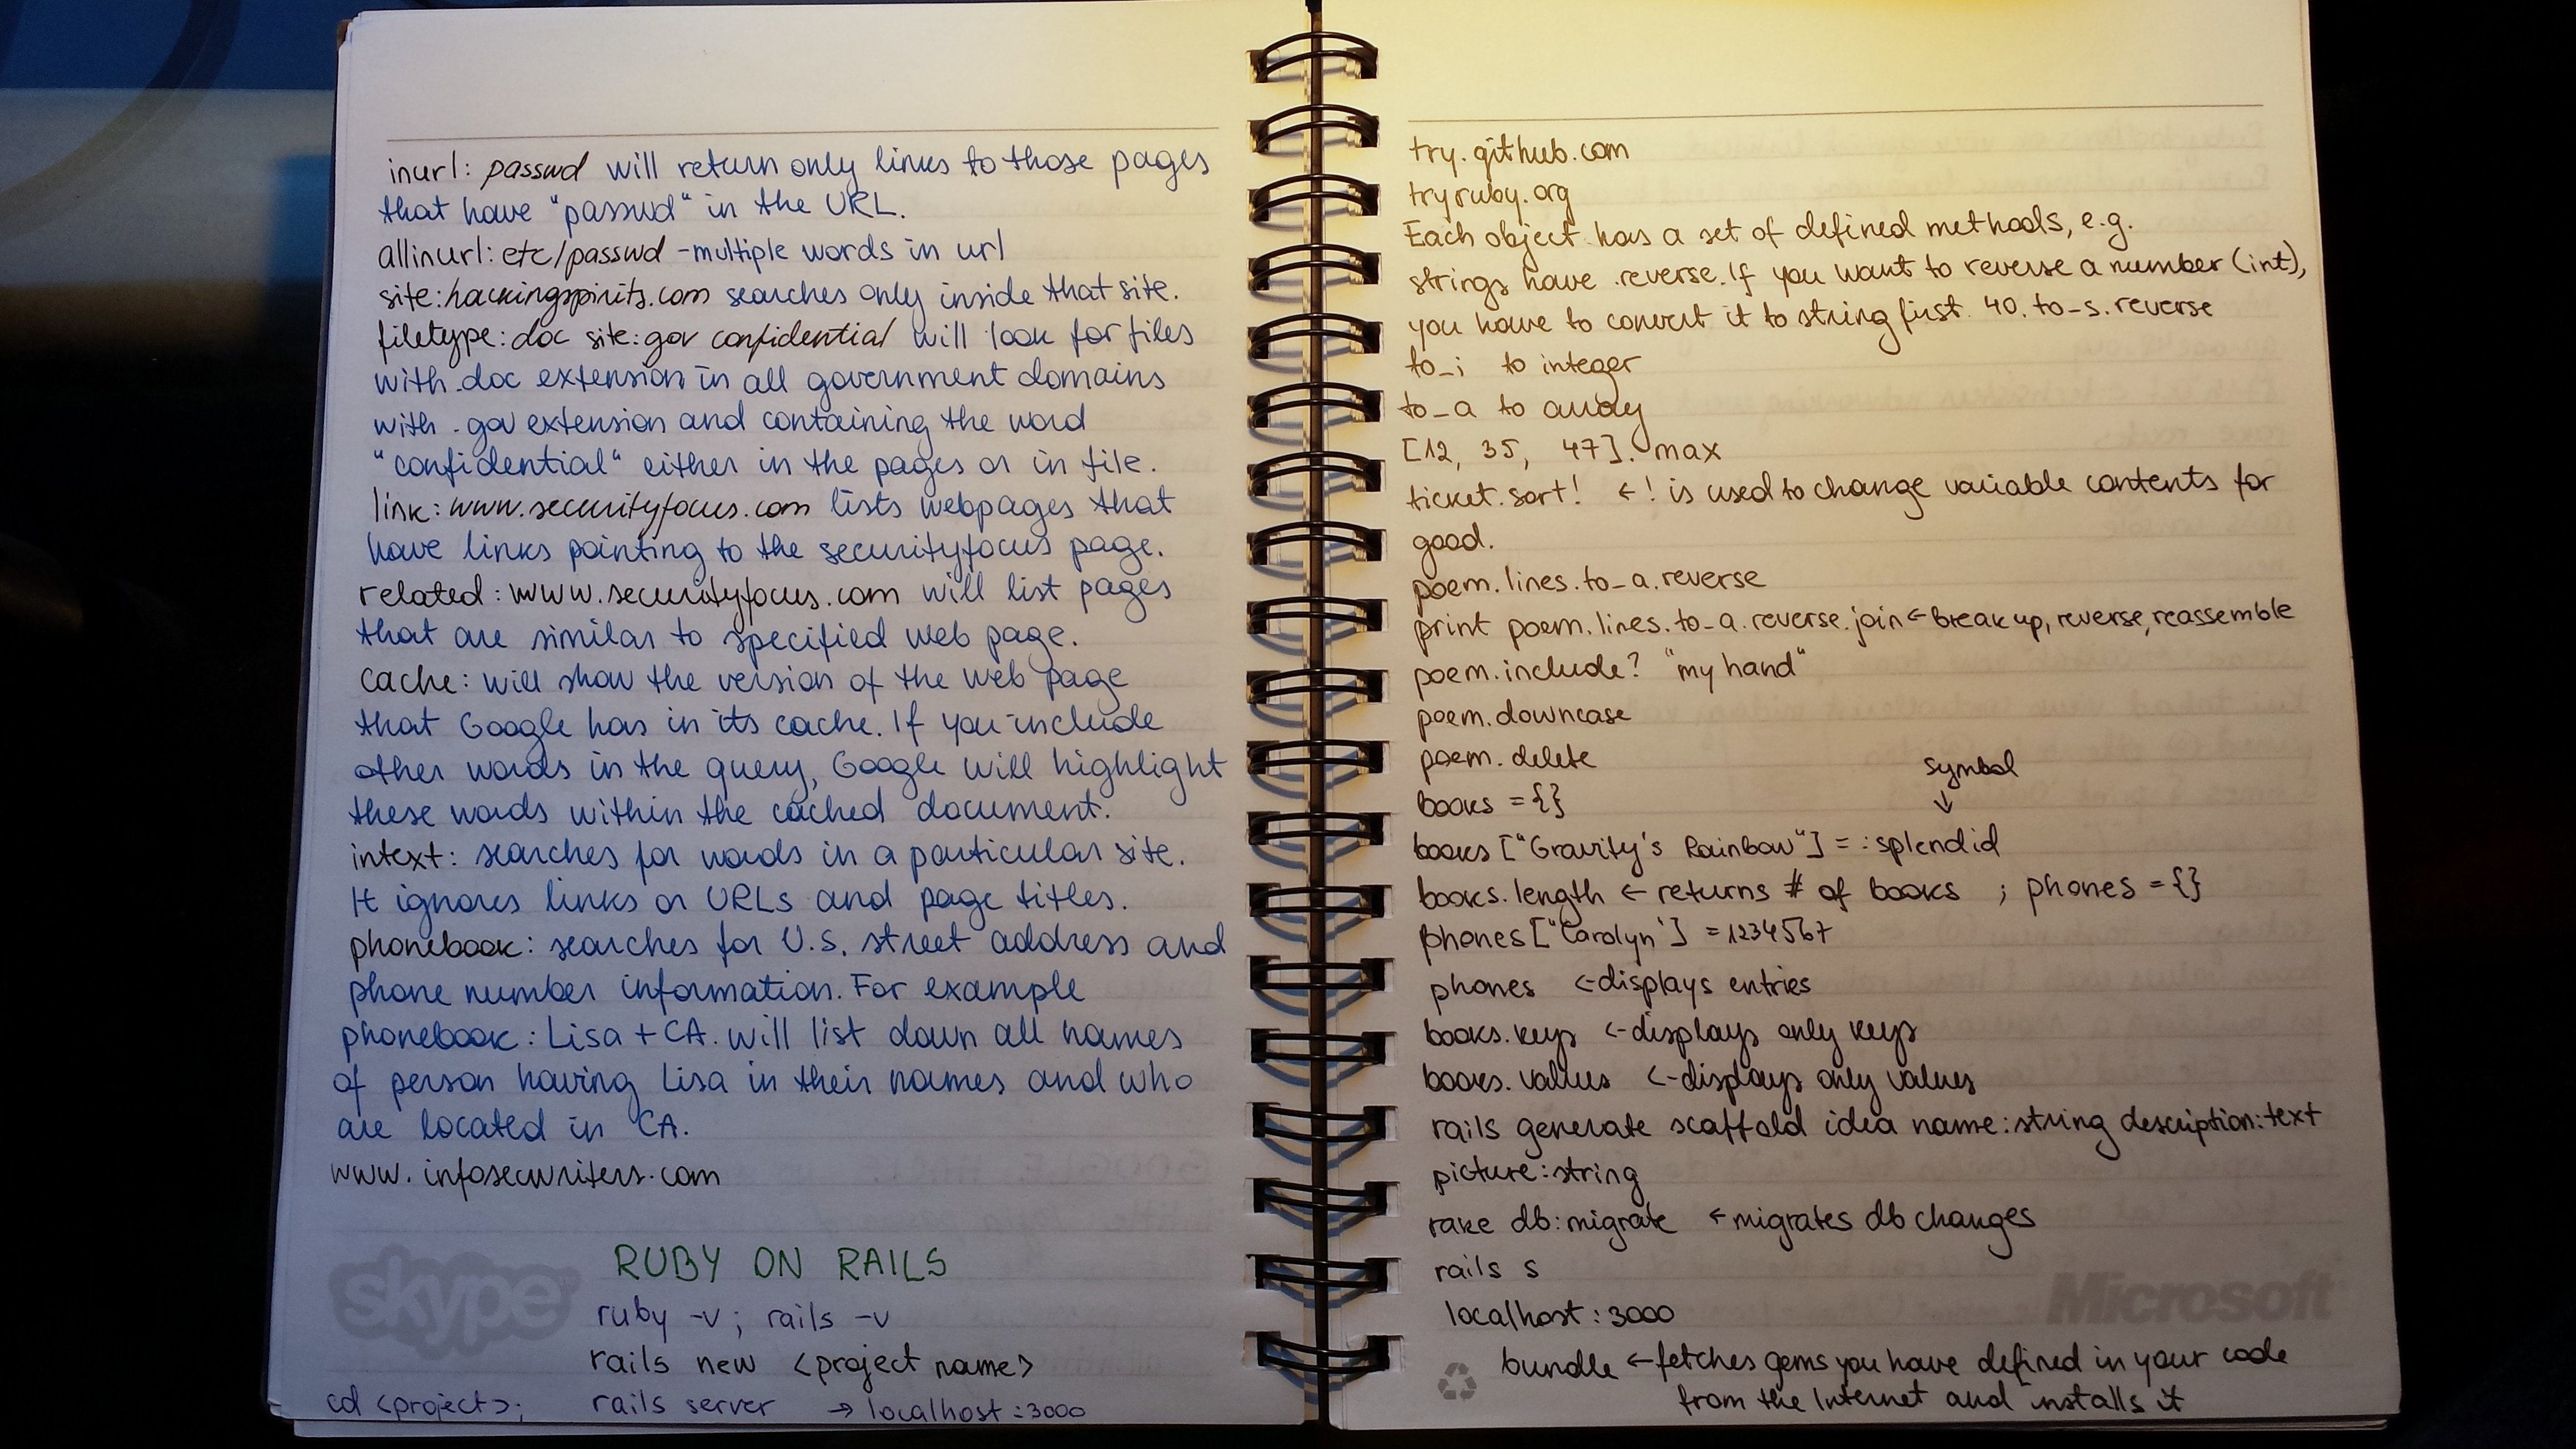 inurl: passwd will return only links to those pages
that have "passwd" in the URL.
allinurl: etc/passwd - multiple words in url
site:hackingspirits.com searches only inside that site.
filetype:doc site:gov confidential will look for files
with .doc extension in all government domains
with .gov extension and containing the word
"confidential" either in the pages or in file.
link: www.securityfocus.com lists webpages that
have links pointing to the securityfocus page.
related: www.securityfocus.com will list pages
that are similar to specified web page.
cache: will show the version of the web page
that Google has in its cache. If you include
other words in the query, Google will highlight
these words within the cached document.
intext: searches for words in a particular site.
It ignores links or URLs and page titles.
phonebook: searches for U.S. street address and
phone number information. For example
phonebook: Lisa + CA. will list down all names
of person having Lisa in their names and who
are located in CA.
www.infosecwriters.com
RUBY ON RAILS
skype
ruby -v; rails -v
rails new <project name>
cd <project>; rails server → localhost:3000
try.github.com
tryruby.org
Each object has a set of defined methods, e.g.
strings have .reverse. If you want to reverse a number (int),
you have to convert it to string first. 40.to_s.reverse
to_i to integer
to_a to array
[12, 35, 47].max
ticket.sort! ← ! is used to change variable contents for
good.
poem.lines.to_a.reverse
print poem.lines.to_a.reverse.join ← break up, reverse, reassemble
poem.include? "my hand"
poem.downcase
poem.delete
symbol
↓
books = {}
books ["Gravity's Rainbow"] = :splendid
books.length ← returns # of books ; phones = {}
phones ["Carolyn'] = 1234567
phones <-displays entries
books.keys <-displays only keys
books.values <-displays only values
rails generate scaffold idea name:string description:text
picture:string
rake db:migrate ← migrates db changes
rails s
localhost:3000
Microsoft
bundle ← fetches gems you have defined in your code
from the Internet and installs it